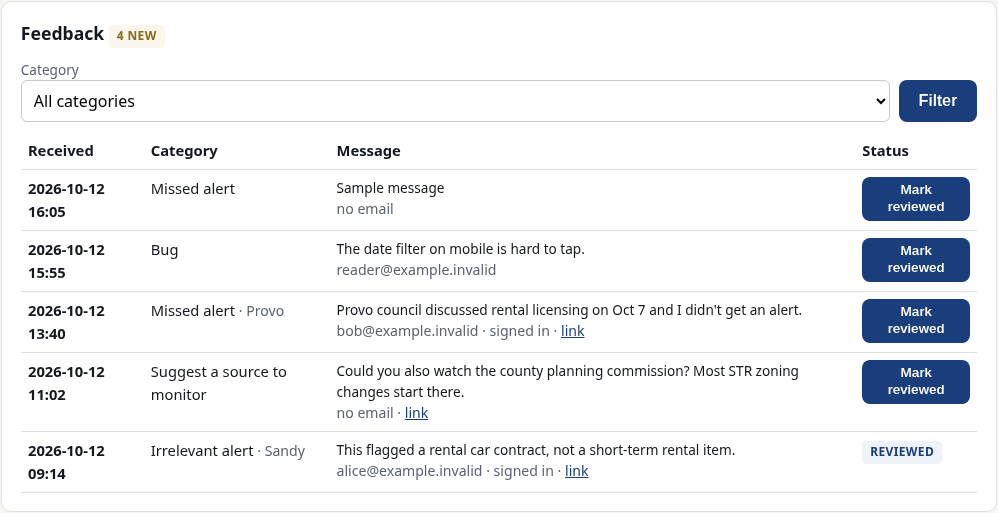 Feedback 4 NEW
Category
All categories Filter
Received Category Message Status
2026-10-12 16:05 Missed alert Sample message
no email Mark reviewed
2026-10-12 15:55 Bug The date filter on mobile is hard to tap.
reader@example.invalid Mark reviewed
2026-10-12 13:40 Missed alert · Provo Provo council discussed rental licensing on Oct 7 and I didn't get an alert.
bob@example.invalid · signed in · link Mark reviewed
2026-10-12 11:02 Suggest a source to monitor Could you also watch the county planning commission? Most STR zoning
changes start there.
no email · link Mark reviewed
2026-10-12 09:14 Irrelevant alert · Sandy This flagged a rental car contract, not a short-term rental item.
alice@example.invalid · signed in · link REVIEWED